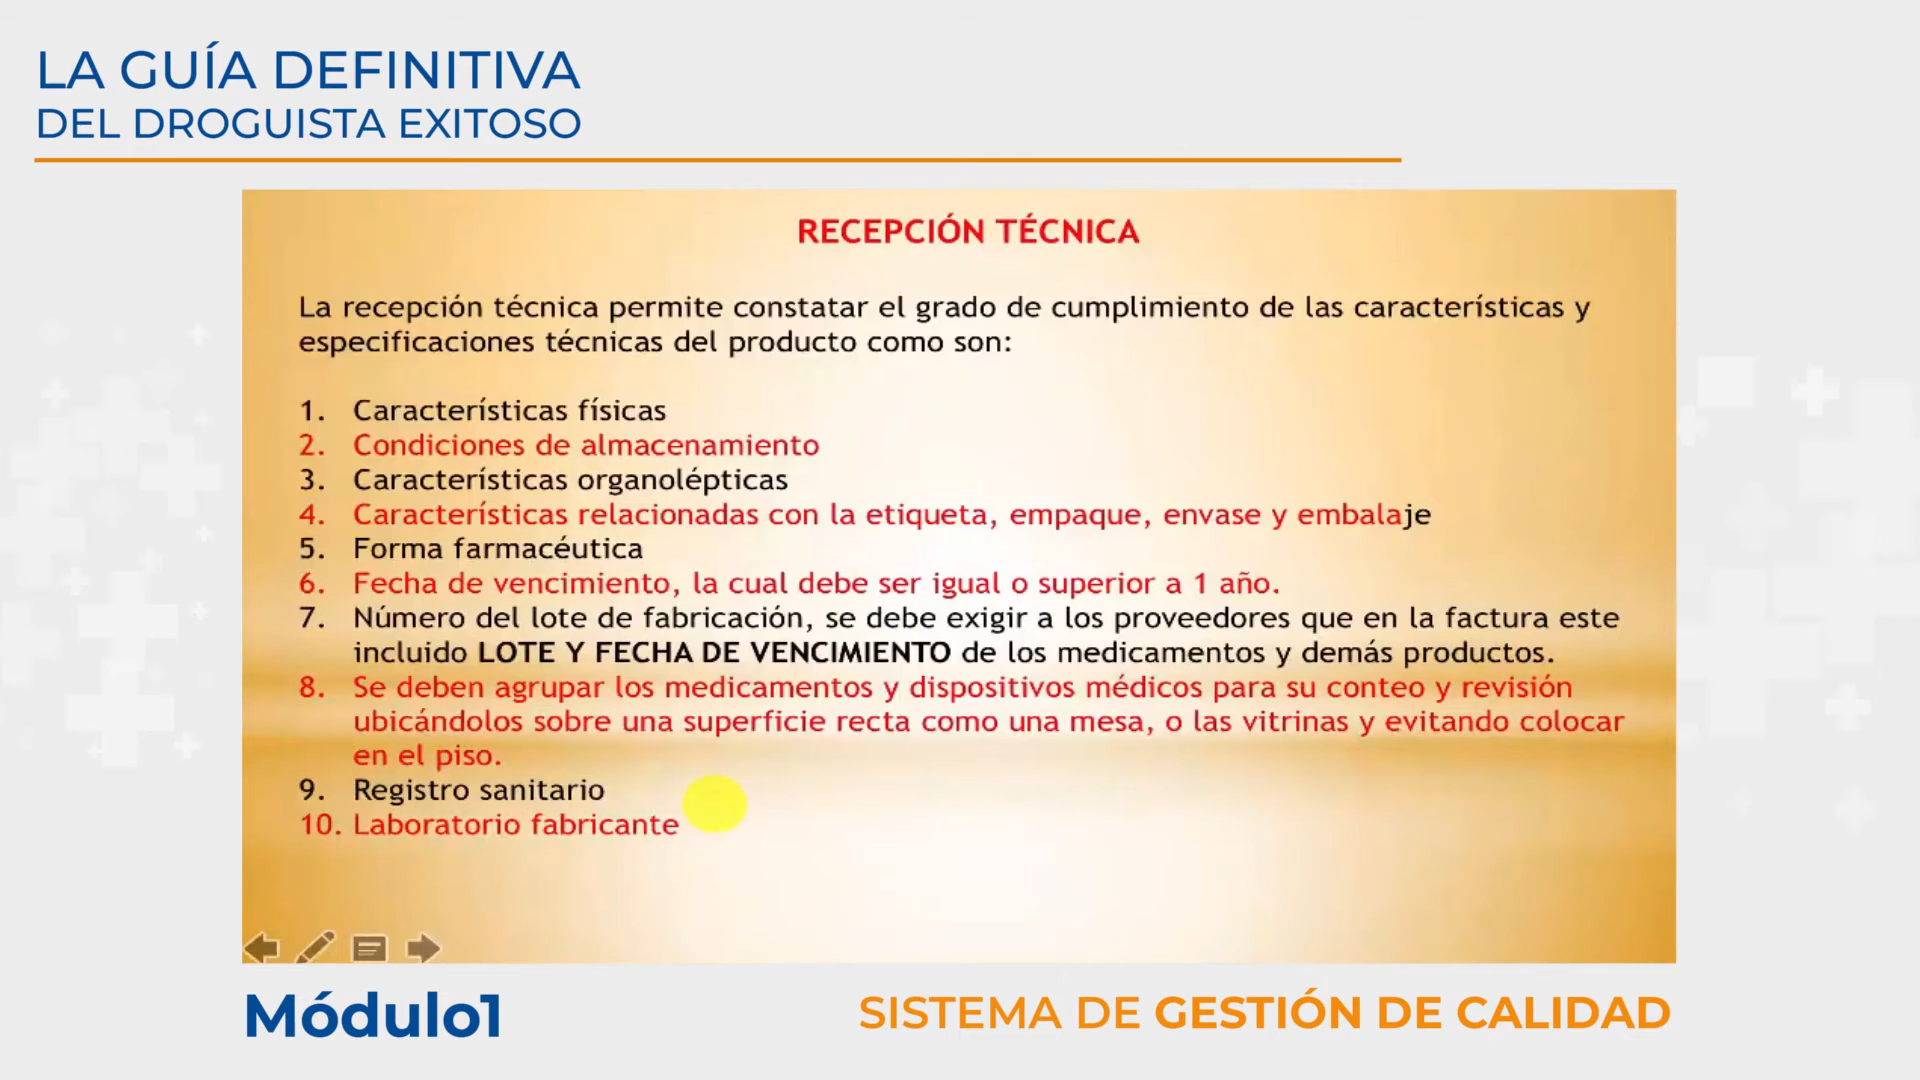 LA GUÍA DEFINITIVA
DEL DROGUISTA EXITOSO
RECEPCIÓN TÉCNICA
La recepción técnica permite constatar el grado de cumplimiento de las características y
especificaciones técnicas del producto como son:
1. Características físicas
2. Condiciones de almacenamiento
3. Características organolépticas
4. Características relacionadas con la etiqueta, empaque, envase y embalaje
5. Forma farmacéutica
6. Fecha de vencimiento, la cual debe ser igual o superior a 1 año.
7. Número del lote de fabricación, se debe exigir a los proveedores que en la factura este
incluido LOTE Y FECHA DE VENCIMIENTO de los medicamentos y demás productos.
8. Se deben agrupar los medicamentos y dispositivos médicos para su conteo y revisión
ubicándolos sobre una superficie recta como una mesa, o las vitrinas y evitando colocar
en el piso.
9. Registro sanitario
10. Laboratorio fabricante
Módulo1
SISTEMA DE GESTIÓN DE CALIDAD